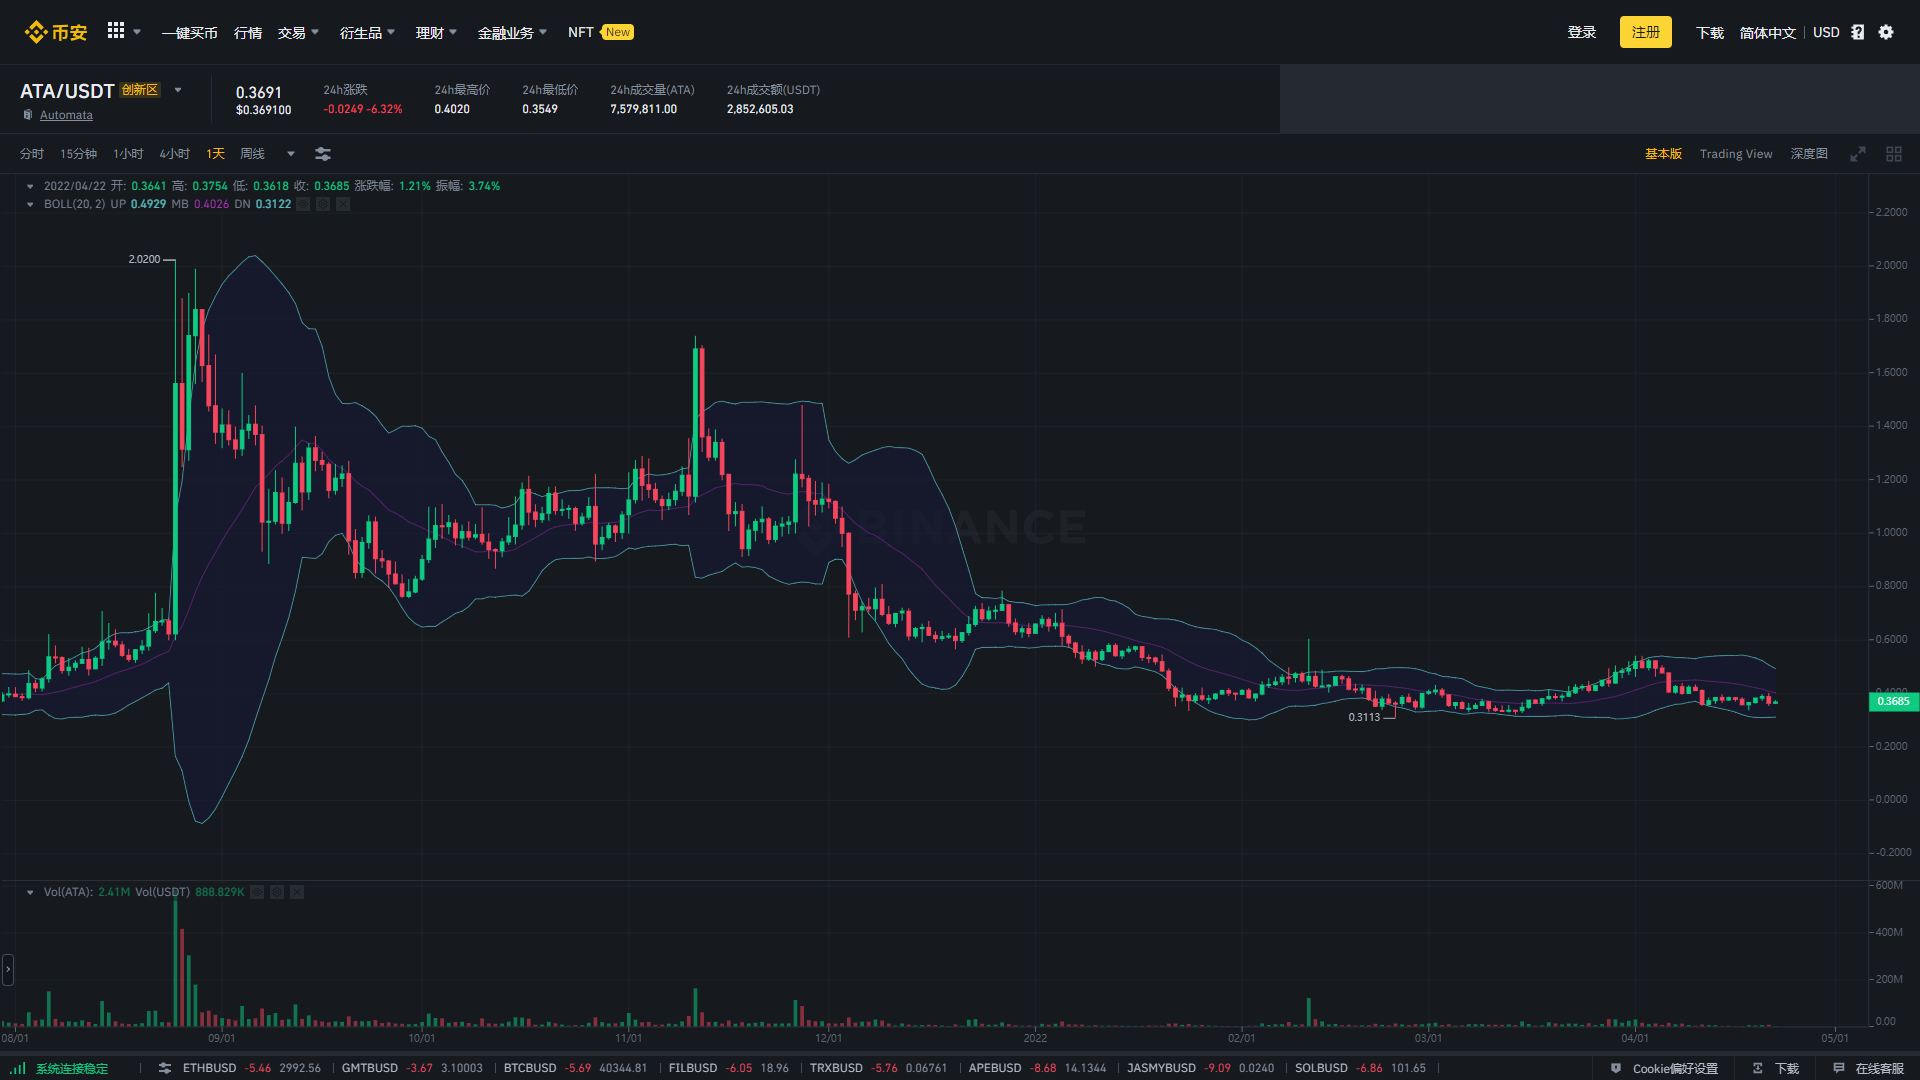 币安 一键买币 行情 交易 衍生品 理财 金融业务 NFT New 登录 注册 下载 简体中文 USD
ATA/USDT 创新区
Automata
0.3691
$0.369100
24h涨跌
-0.0249 -6.32%
24h最高价
0.4020
24h最低价
0.3549
24h成交量(ATA)
7,579,811.00
24h成交额(USDT)
2,852,605.03
分时 15分钟 1小时 4小时 1天 周线 基本版 Trading View 深度图
2022/04/22 开: 0.3641 高: 0.3754 低: 0.3618 收: 0.3685 涨跌幅: 1.21% 振幅: 3.74%
BOLL(20, 2) UP 0.4929 MB 0.4026 DN 0.3122
2.2000
2.0200
2.0000
1.8000
1.6000
1.4000
1.2000
BINANCE
1.0000
0.8000
0.6000
0.4000
0.3685
0.3113
0.2000
0.0000
-0.2000
Vol(ATA): 2.41M Vol(USDT) 888.829K
600M
400M
200M
0.00
08/01 09/01 10/01 11/01 12/01 2022 02/01 03/01 04/01 05/01
系统连接稳定 ETHBUSD -5.46 2992.56 GMTBUSD -3.67 3.10003 BTCBUSD -5.69 40344.81 FILBUSD -6.05 18.96 TRXBUSD -5.76 0.06761 APEBUSD -8.68 14.1344 JASMYBUSD -9.09 0.0240 SOLBUSD -6.86 101.65 Cookie偏好设置 下载 在线客服